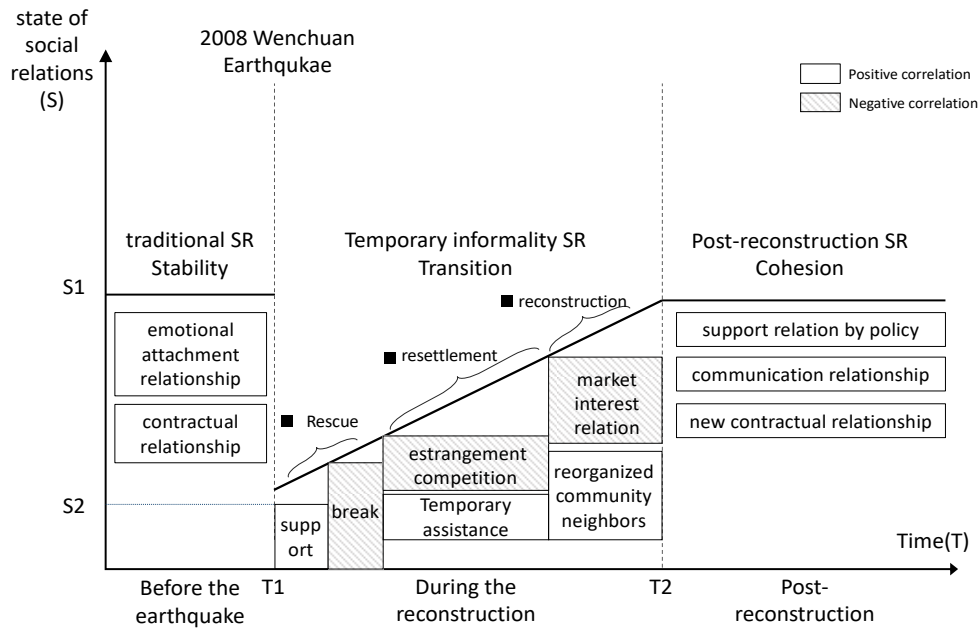 state of
social
relations
(S)
2008 Wenchuan
Earthqukae
Positive correlation
Negative correlation
traditional SR
Stability
Temporary informality SR
Transition
Post-reconstruction SR
Cohesion
S1
emotional
attachment
relationship
contractual
relationship
Rescue
resettlement
reconstruction
support relation by policy
communication relationship
new contractual relationship
market
interest
relation
estrangement
competition
Temporary
assistance
reorganized
community
neighbors
S2
supp
ort
break
Time(T)
Before the
earthquake
T1
During the
reconstruction
T2
Post-
reconstruction